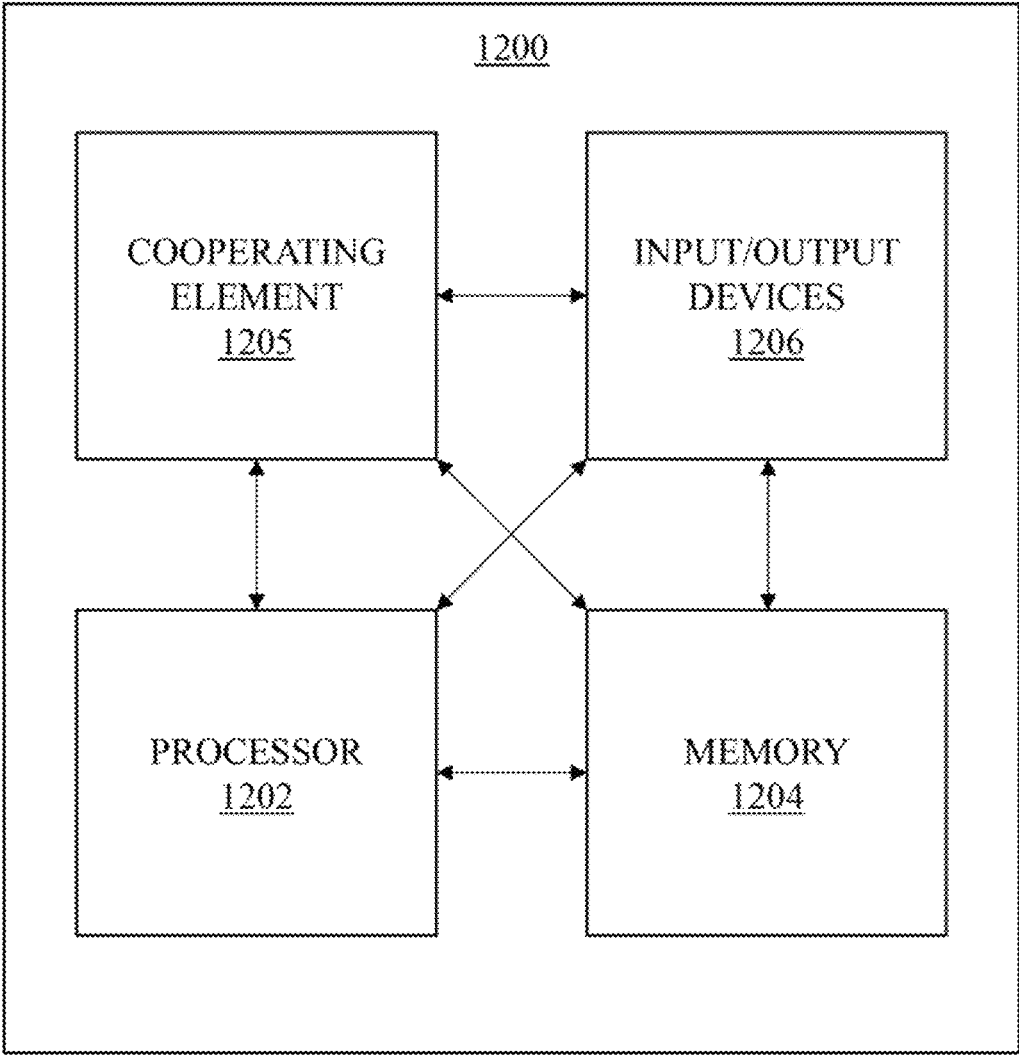 1200
COOPERATING
ELEMENT
1205
INPUT/OUTPUT
DEVICES
1206
PROCESSOR
1202
MEMORY
1204